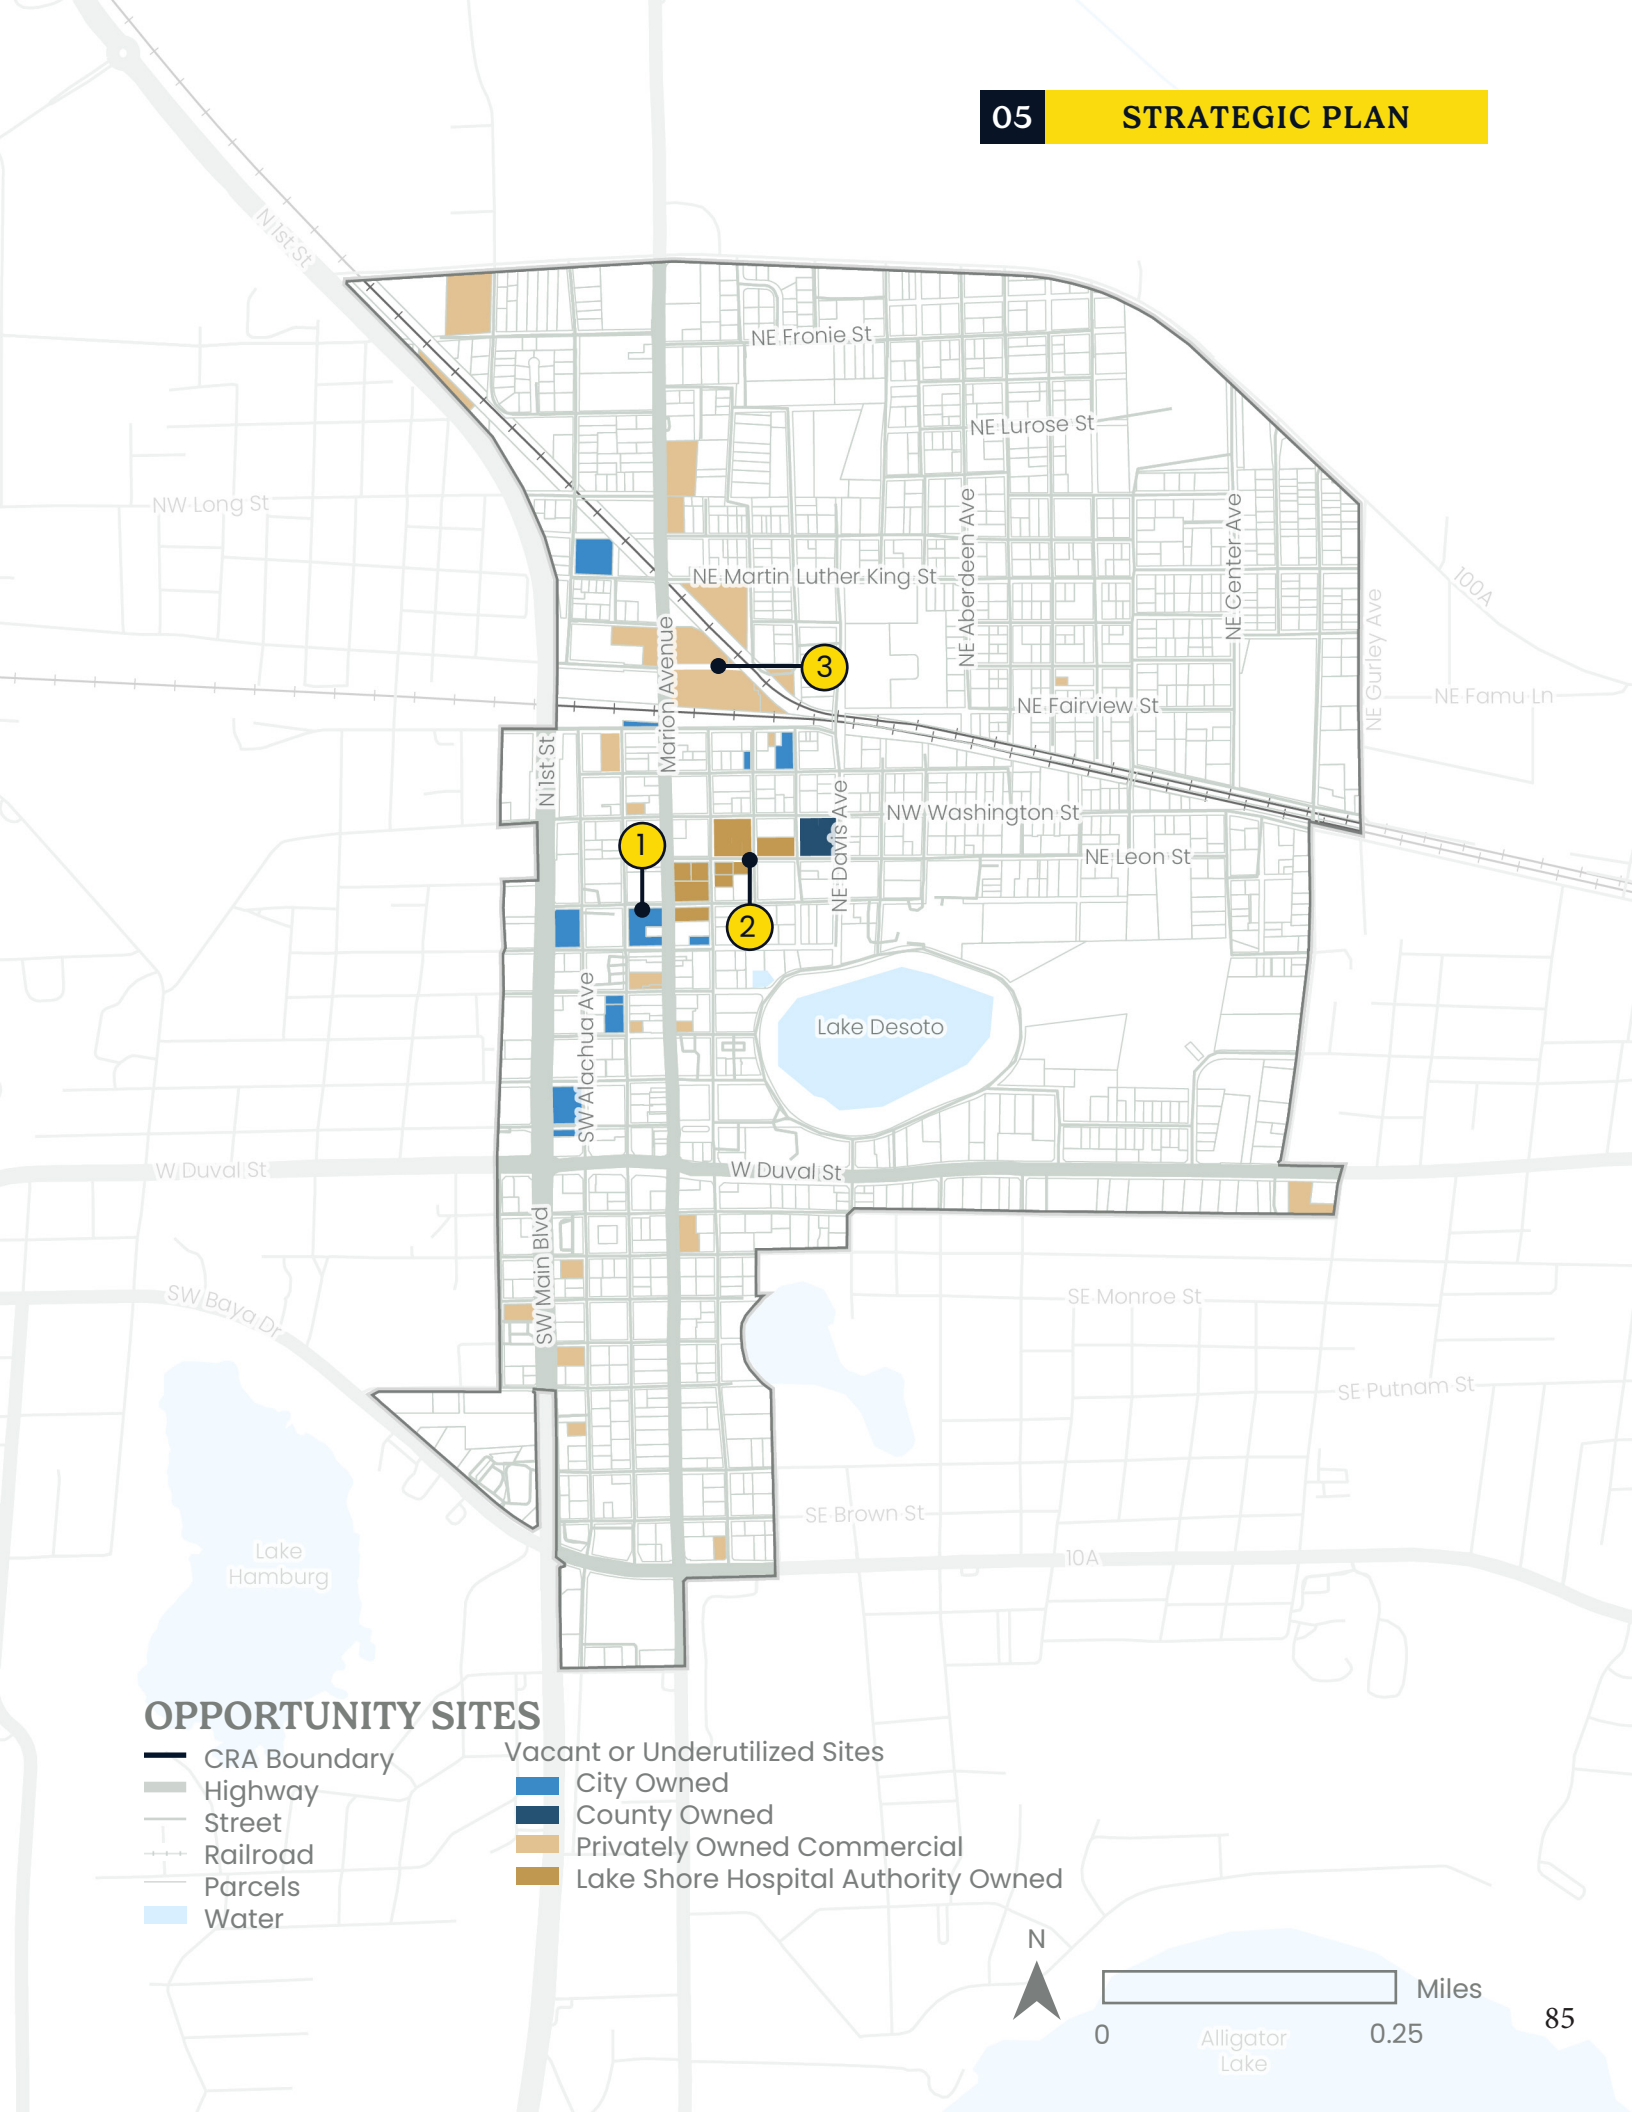 05 STRATEGIC PLAN
N 1st St
NE Fronie St
NE Lurose St
NW Long St
NE Aberdeen Ave
NE Center Ave
NE Martin Luther King St
100A
NE Gurley Ave
Marion Avenue
3
NE Famu Ln
NE Fairview St
N 1st St
NE Davis Ave
NW Washington St
1
NE Leon St
2
SW Alachua Ave
Lake Desoto
W Duval St
W Duval St
SW Main Blvd
SW Baya Dr
SE Monroe St
SE Putnam St
SE Brown St
Lake
Hamburg
10A
OPPORTUNITY SITES
CRA Boundary
Highway
Street
Railroad
Parcels
Water
Vacant or Underutilized Sites
City Owned
County Owned
Privately Owned Commercial
Lake Shore Hospital Authority Owned
N
Miles
0
0.25
Alligator
Lake
85